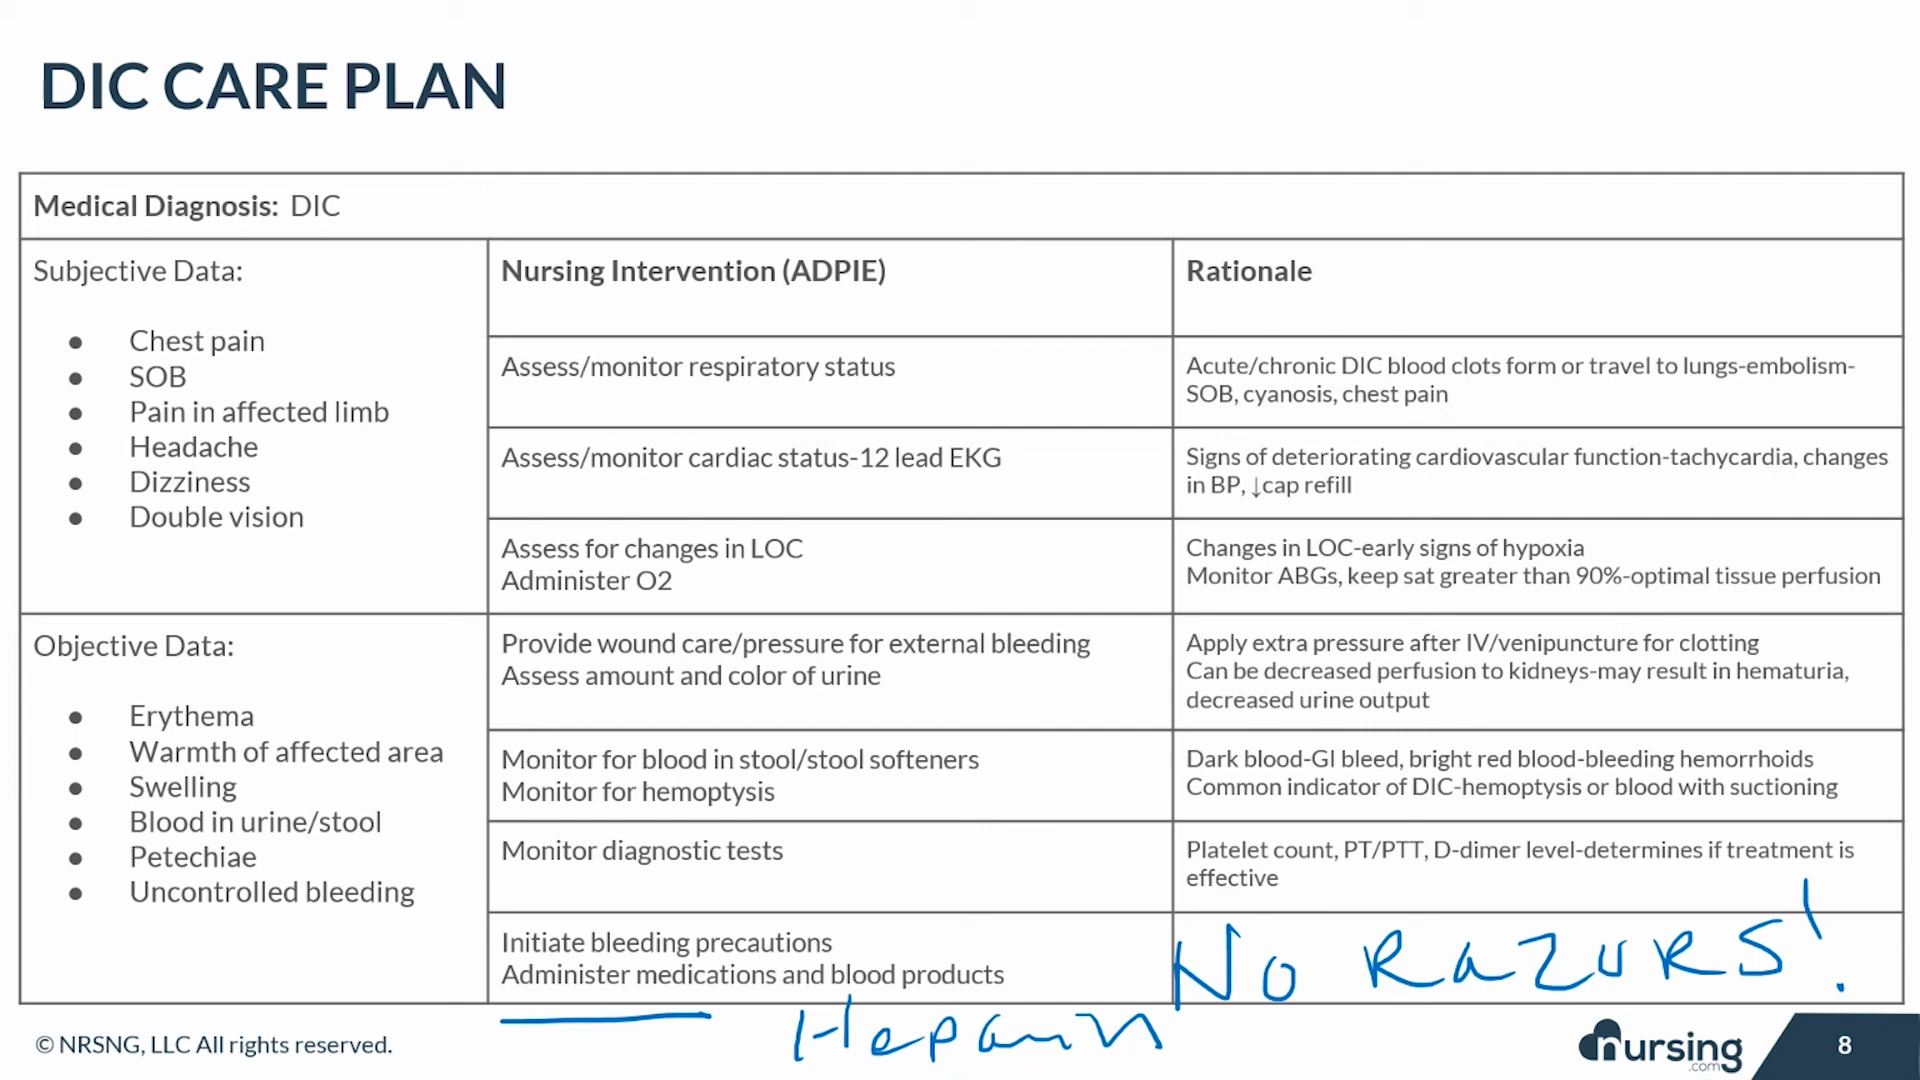 DIC CARE PLAN
Medical Diagnosis: DIC
Subjective Data:
● Chest pain
● SOB
● Pain in affected limb
● Headache
● Dizziness
● Double vision
Objective Data:
● Erythema
● Warmth of affected area
● Swelling
● Blood in urine/stool
● Petechiae
● Uncontrolled bleeding
Nursing Intervention (ADPIE)
Rationale
Assess/monitor respiratory status
Acute/chronic DIC blood clots form or travel to lungs-embolism-
SOB, cyanosis, chest pain
Assess/monitor cardiac status-12 lead EKG
Signs of deteriorating cardiovascular function-tachycardia, changes
in BP, ↓cap refill
Assess for changes in LOC
Administer O2
Changes in LOC-early signs of hypoxia
Monitor ABGs, keep sat greater than 90%-optimal tissue perfusion
Provide wound care/pressure for external bleeding
Assess amount and color of urine
Apply extra pressure after IV/venipuncture for clotting
Can be decreased perfusion to kidneys-may result in hematuria,
decreased urine output
Monitor for blood in stool/stool softeners
Monitor for hemoptysis
Dark blood-GI bleed, bright red blood-bleeding hemorrhoids
Common indicator of DIC-hemoptysis or blood with suctioning
Monitor diagnostic tests
Platelet count, PT/PTT, D-dimer level-determines if treatment is
effective
Initiate bleeding precautions
Administer medications and blood products
No RazoRS!
Heparin
© NRSNG, LLC All rights reserved.
nursing
.com
8